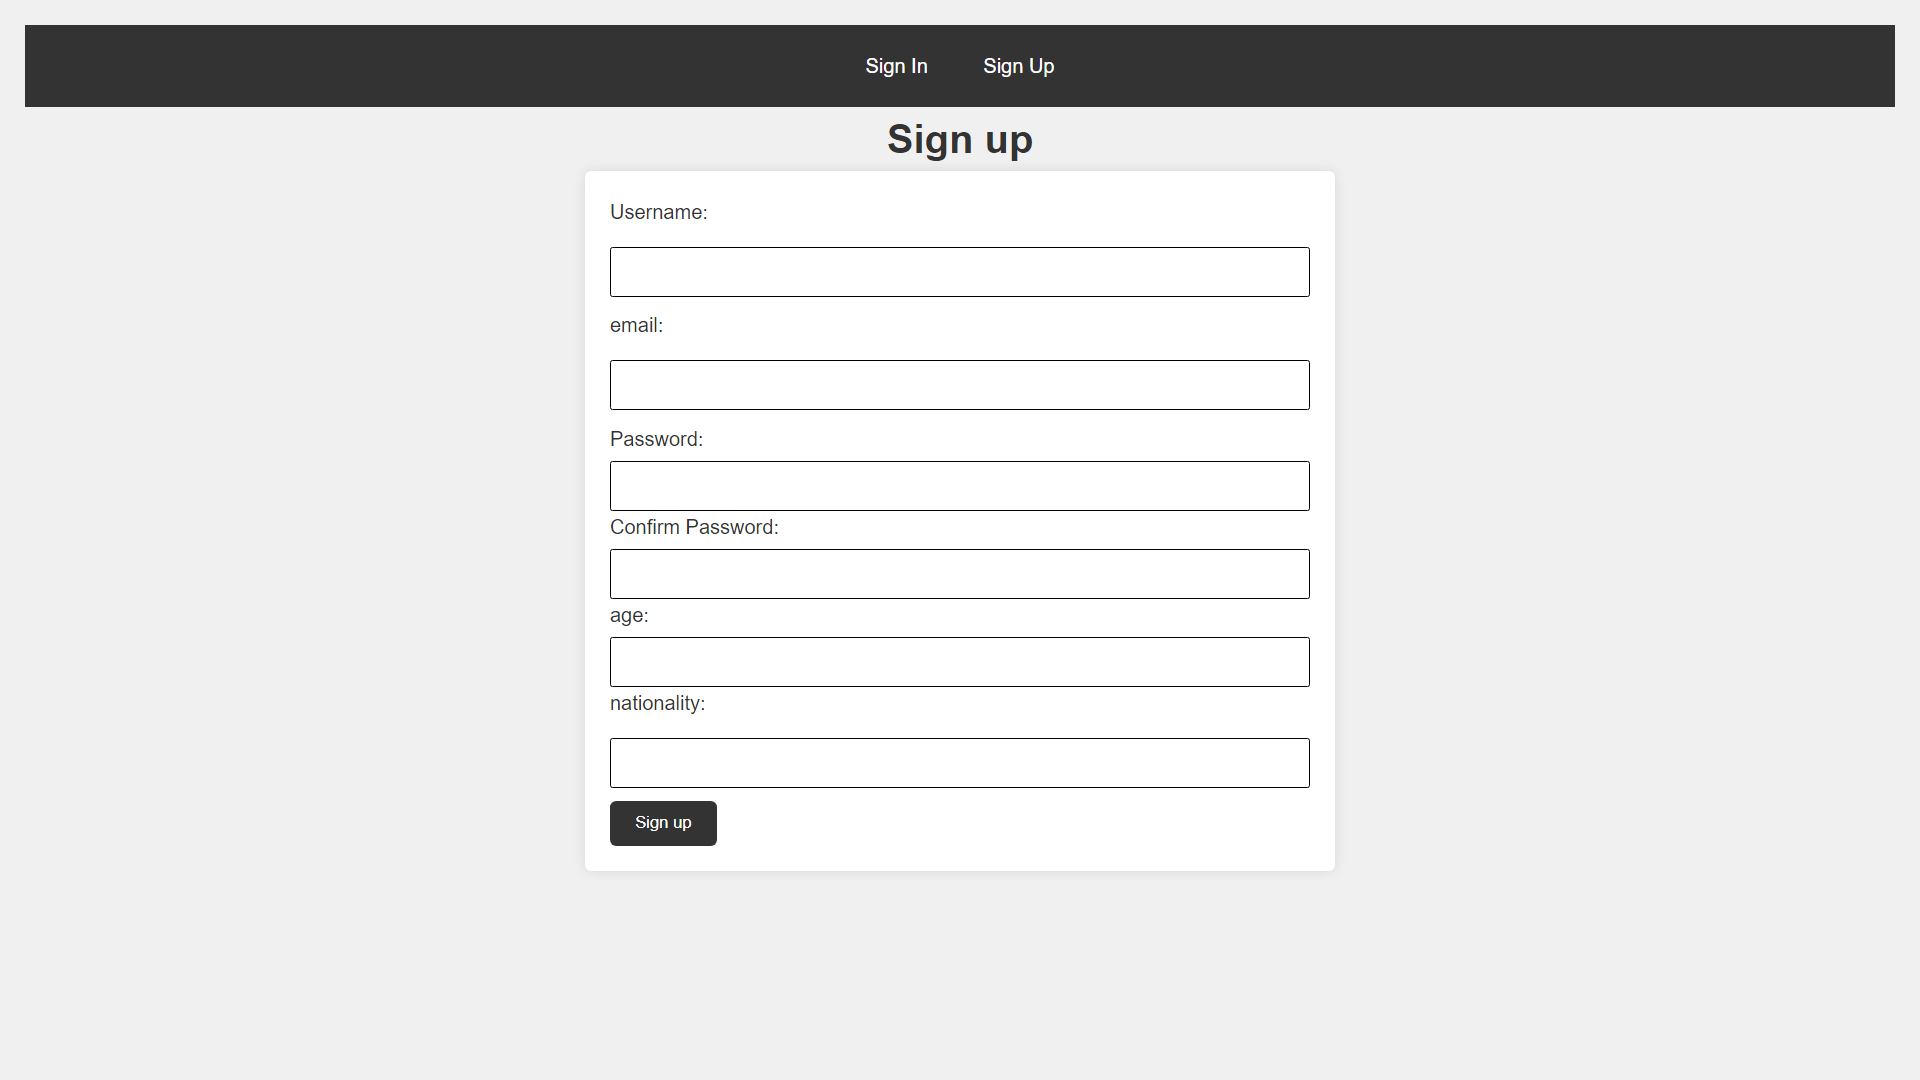 Sign In Sign Up
Sign up
Username:
email:
Password:
Confirm Password:
age:
nationality:
Sign up